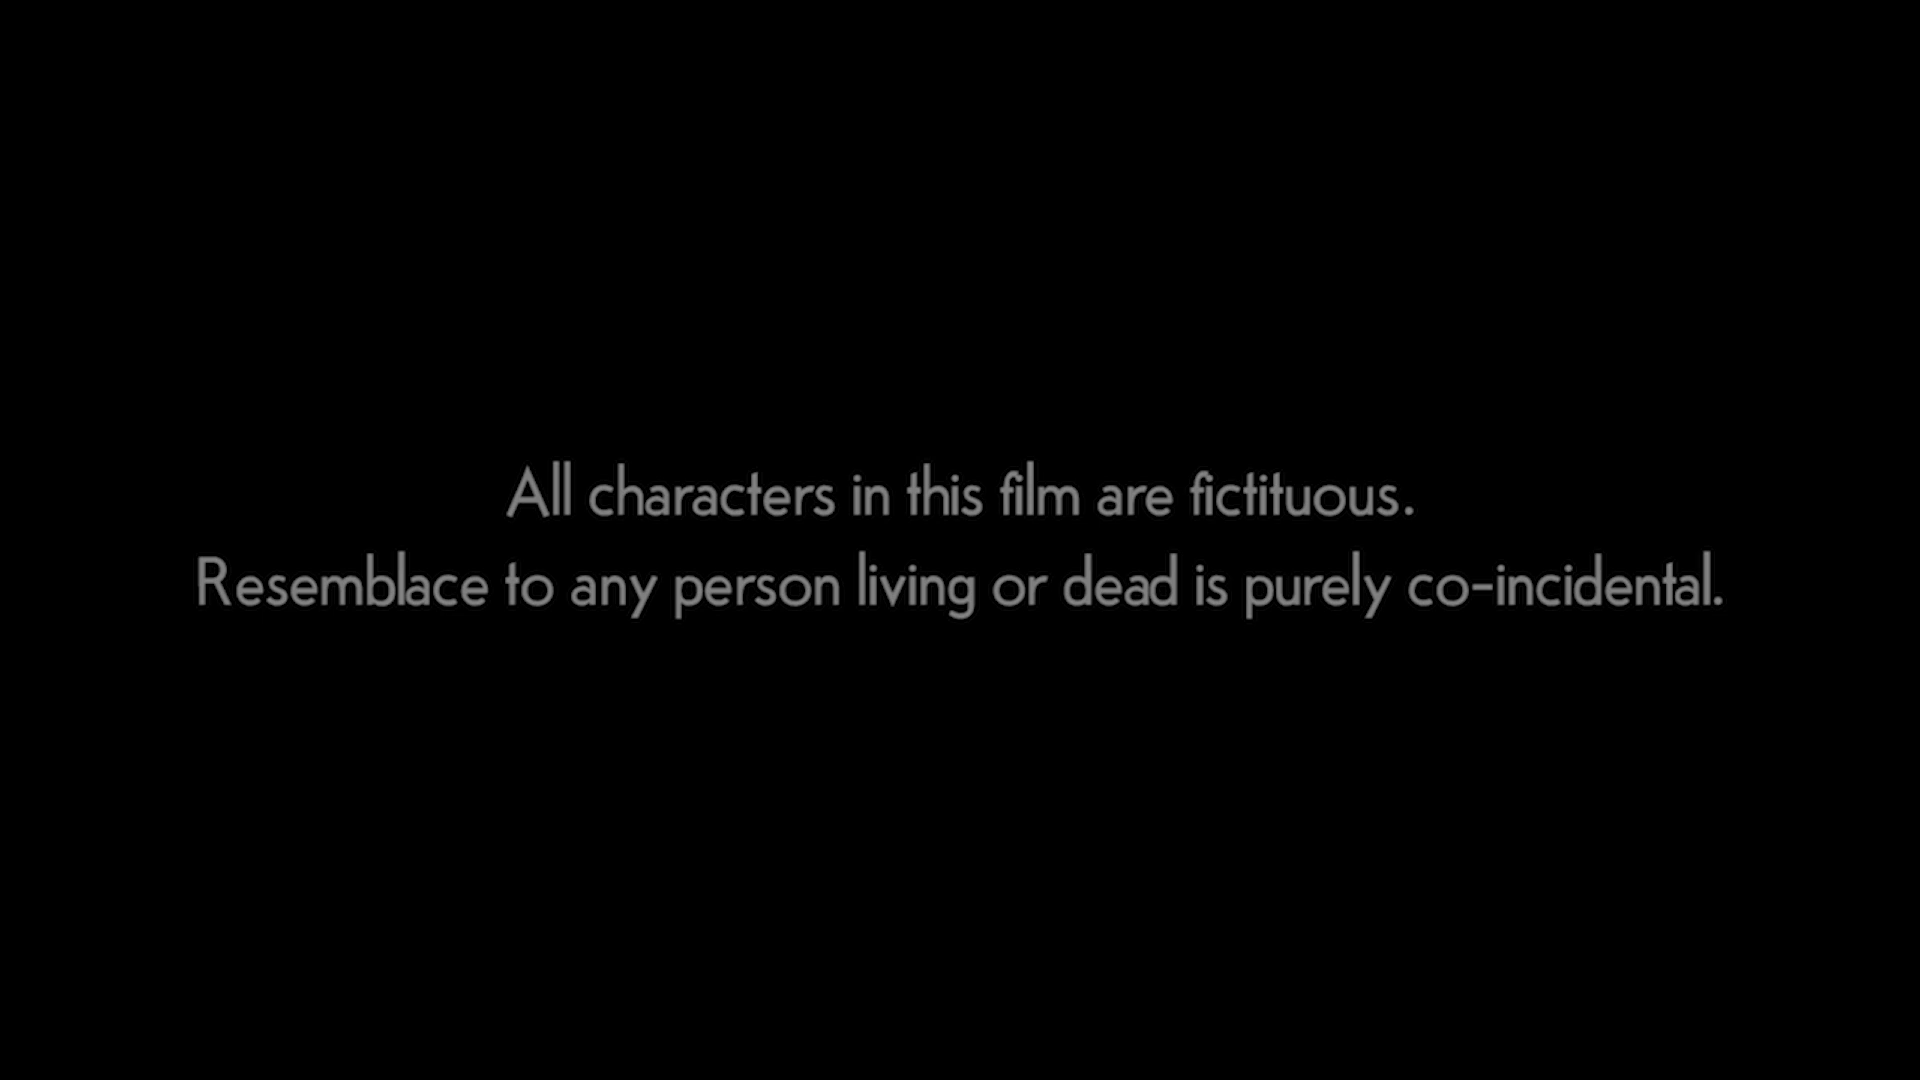 All characters in this film are fictituous.
Resemblace to any person living or dead is purely co-incidental.